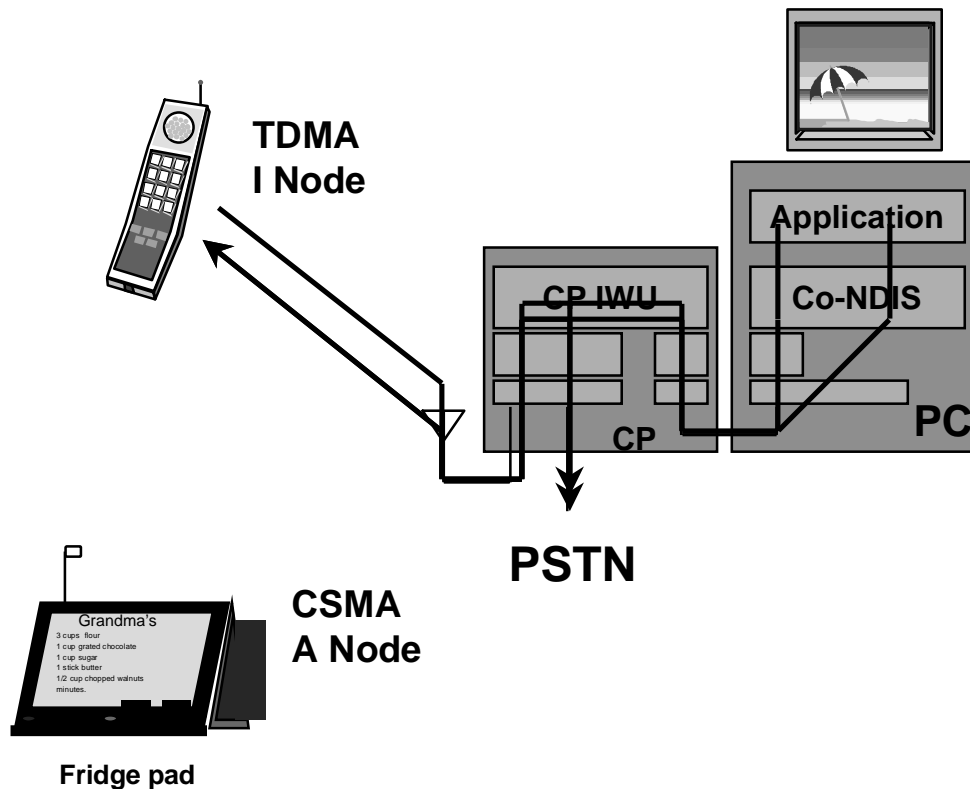 TDMA
I Node
Application
CP IWU
Co-NDIS
PC
CP
PSTN
CSMA
A Node
Grandma's
3 cups flour
1 cup grated chocolate
1 cup sugar
1 stick butter
1/2 cup chopped walnuts
minutes.
Fridge pad